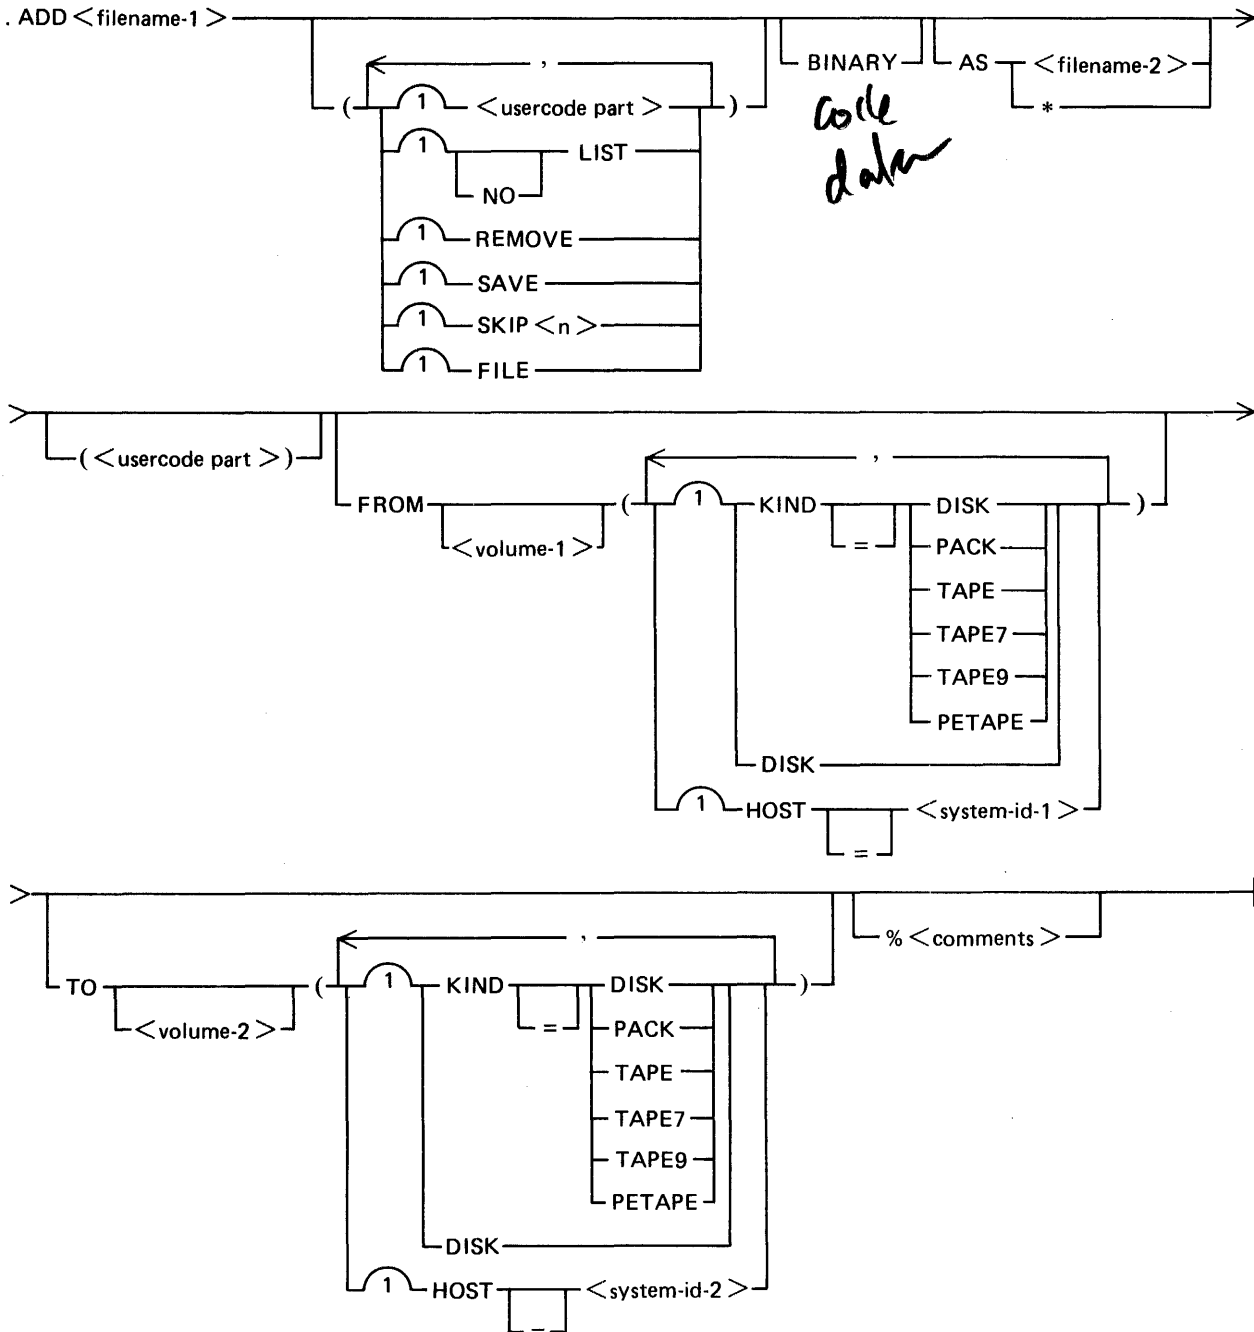 . ADD <filename-1>
,
BINARY
AS <filename-2>
( 1 <usercode part> )
*
code
data
1 LIST
NO
1 REMOVE
1 SAVE
1 SKIP <n>
1 FILE
( <usercode part> )
,
FROM ( 1 KIND DISK )
<volume-1> = PACK
TAPE
TAPE7
TAPE9
PETAPE
DISK
1 HOST <system-id-1>
=
% <comments>
,
TO ( 1 KIND DISK )
<volume-2> = PACK
TAPE
TAPE7
TAPE9
PETAPE
DISK
1 HOST <system-id-2>
=